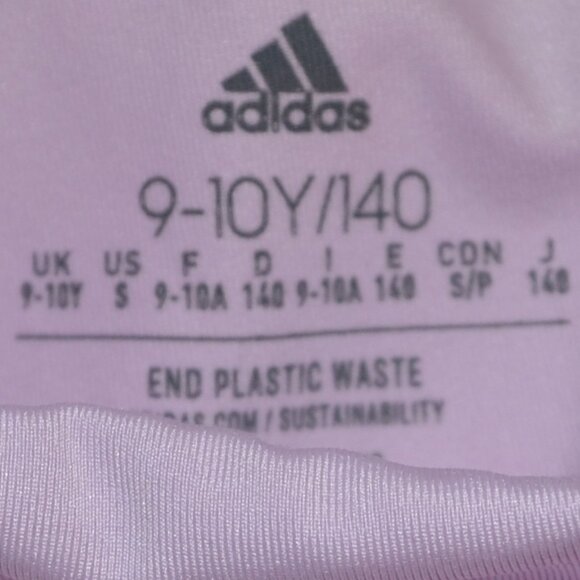 adidas
9-10Y/140
UK US F D I E CON J
9-10Y S 9-10A 140 9-10A 140 S/P 140
END PLASTIC WASTE
/ SUSTAINABILITY